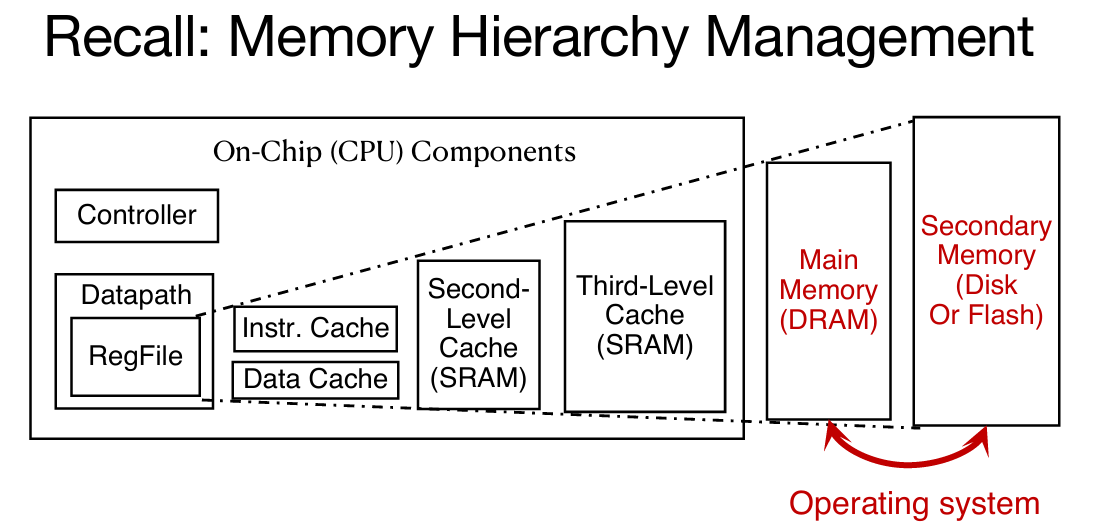 Recall: Memory Hierarchy Management
On-Chip (CPU) Components
Controller
Datapath
RegFile
Instr. Cache
Data Cache
Second-
Level
Cache
(SRAM)
Third-Level
Cache
(SRAM)
Main
Memory
(DRAM)
Secondary
Memory
(Disk
Or Flash)
Operating system